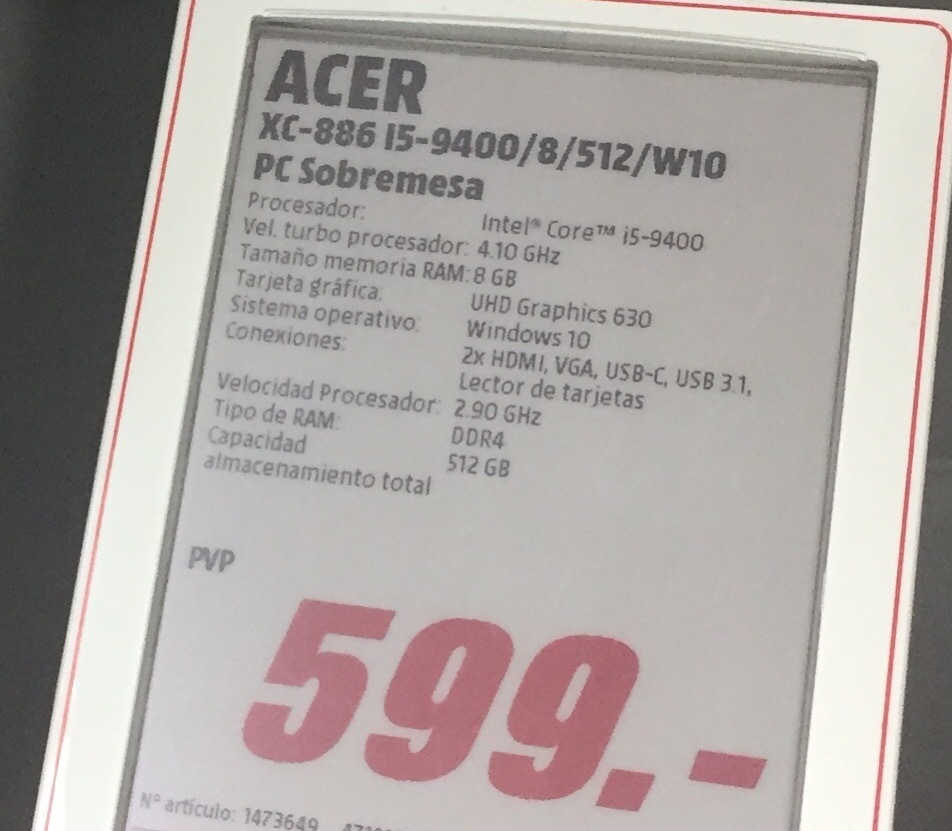 ACER
XC-886 I5-9400/8/512/W10
PC Sobremesa
Procesador: Intel® Core™ i5-9400
Vel. turbo procesador: 4.10 GHz
Tamaño memoria RAM: 8 GB
Tarjeta gráfica: UHD Graphics 630
Sistema operativo: Windows 10
Conexiones: 2x HDMI, VGA, USB-C, USB 3.1,
Lector de tarjetas
Velocidad Procesador: 2.90 GHz
Tipo de RAM: DDR4
Capacidad 512 GB
almacenamiento total
PVP
599.-
Nº artículo: 1473649